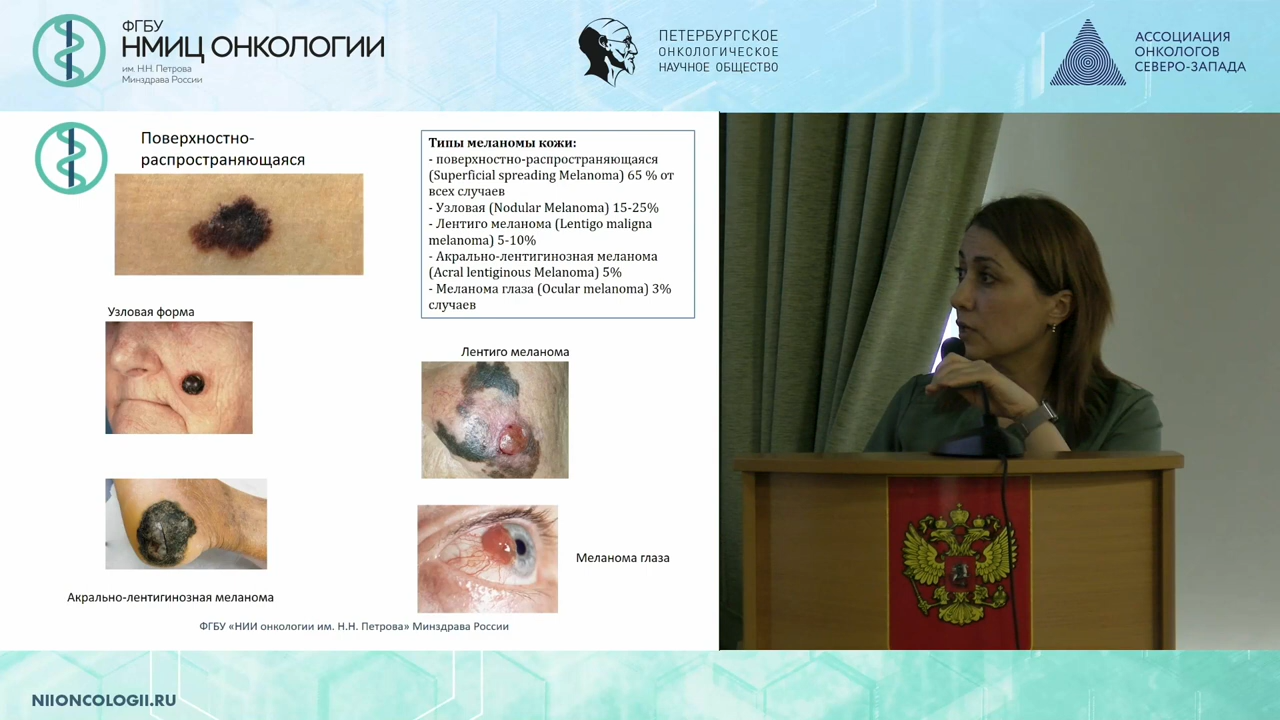 ФГБУ
НМИЦ ОНКОЛОГИИ
им. Н.Н. Петрова
Минздрава России
ПЕТЕРБУРГСКОЕ
ОНКОЛОГИЧЕСКОЕ
НАУЧНОЕ ОБЩЕСТВО
АССОЦИАЦИЯ
ОНКОЛОГОВ
СЕВЕРО-ЗАПАДА
Поверхностно-
распространяющаяся
Типы меланомы кожи:
- поверхностно-распространяющаяся
(Superficial spreading Melanoma) 65 % от
всех случаев
- Узловая (Nodular Melanoma) 15-25%
- Лентиго меланома (Lentigo maligna
melanoma) 5-10%
- Акрально-лентигинозная меланома
(Acral lentiginous Melanoma) 5%
- Меланома глаза (Ocular melanoma) 3%
случаев
Узловая форма
Лентиго меланома
Меланома глаза
Акрально-лентигинозная меланома
ФГБУ «НИИ онкологии им. Н.Н. Петрова» Минздрава России
NIIONCOLOGII.RU